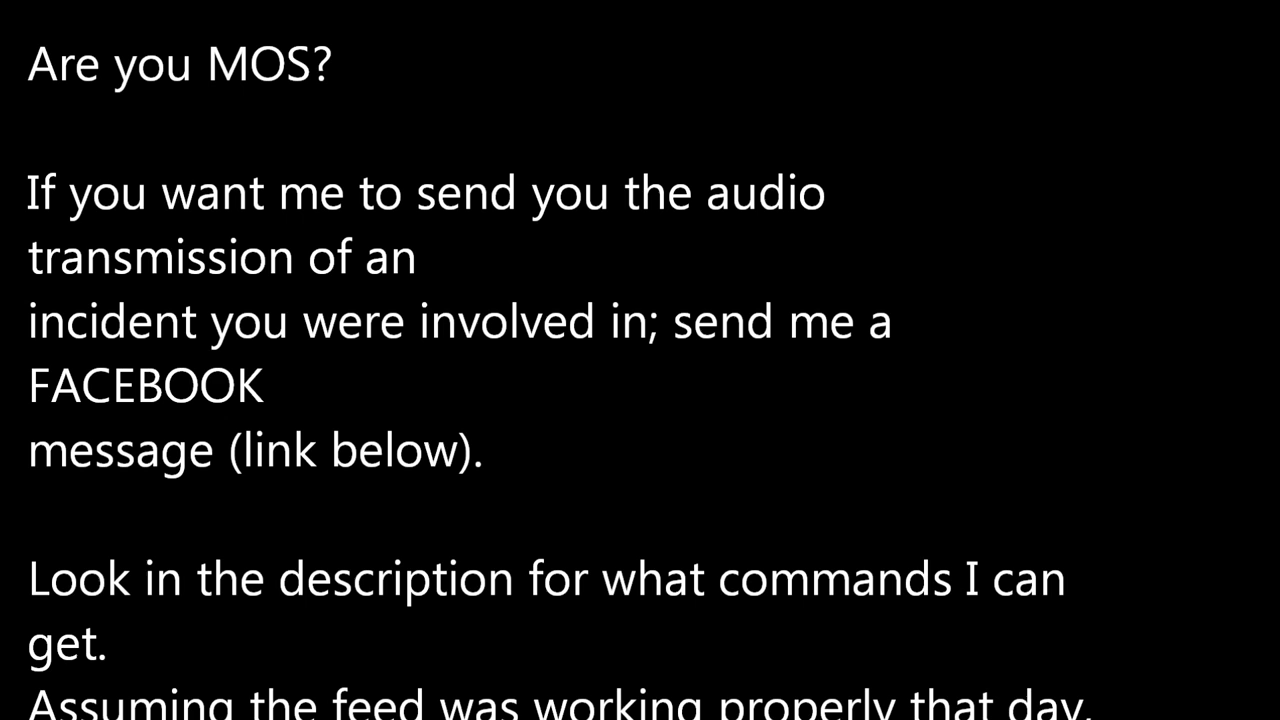 Are you MOS?
If you want me to send you the audio
transmission of an
incident you were involved in; send me a
FACEBOOK
message (link below).
Look in the description for what commands I can
get.
Assuming the feed was working properly that day.